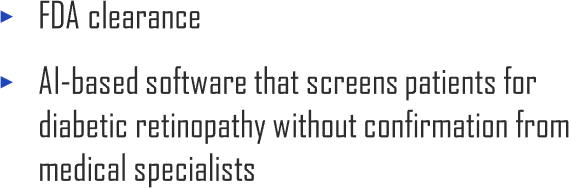 ► FDA clearance
► AI-based software that screens patients for
diabetic retinopathy without confirmation from
medical specialists